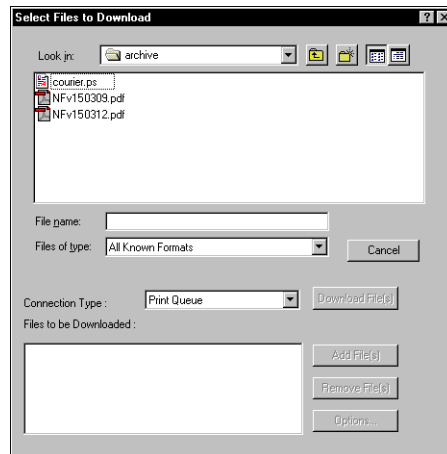 Select Files to Download
Look in: archive
courier.ps
NFv150309.pdf
NFv150312.pdf
File name:
Files of type: All Known Formats
Cancel
Connection Type : Print Queue
Download File(s)
Files to be Downloaded :
Add File(s)
Remove File(s)
Options...